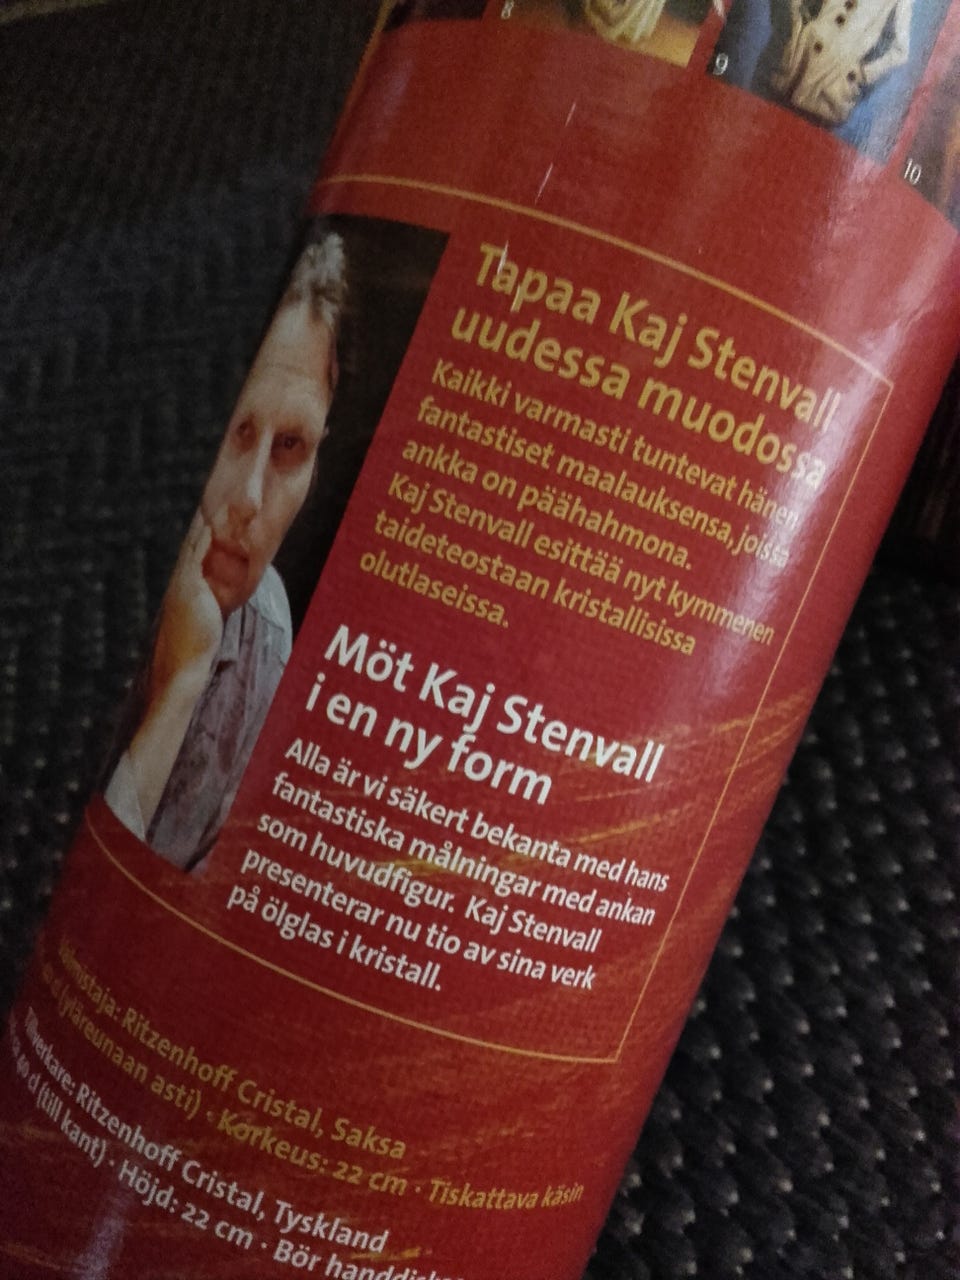 8
9
10
Tapaa Kaj Stenvall
uudessa muodossa
Kaikki varmasti tuntevat hänen
fantastiset maalauksensa, joissa
ankka on päähahmona.
Kaj Stenvall esittää nyt kymmenen
taideteostaan kristallisissa
olutlaseissa.
Möt Kaj Stenvall
i en ny form
Alla är vi säkert bekanta med hans
fantastiska målningar med ankan
som huvudfigur. Kaj Stenvall
presenterar nu tio av sina verk
på ölglas i kristall.
Valmistaja: Ritzenhoff Cristal, Saksa
cl (yläreunaan asti) · Korkeus: 22 cm · Tiskattava käsin
Tillverkare: Ritzenhoff Cristal, Tyskland
40 cl (till kant) · Höjd: 22 cm · Bör